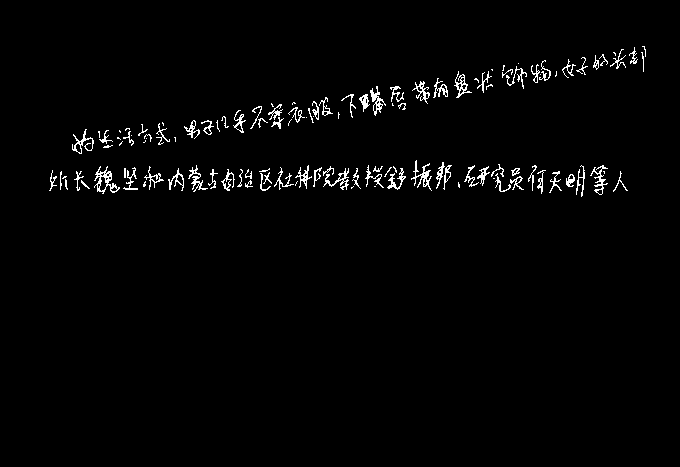 的生活方式,男子几乎不穿衣服,下嘴唇带有盘状饰物,女子的头部
所长魏坚和内蒙古自治区社科院教授舒振邦、研究员何天明等人